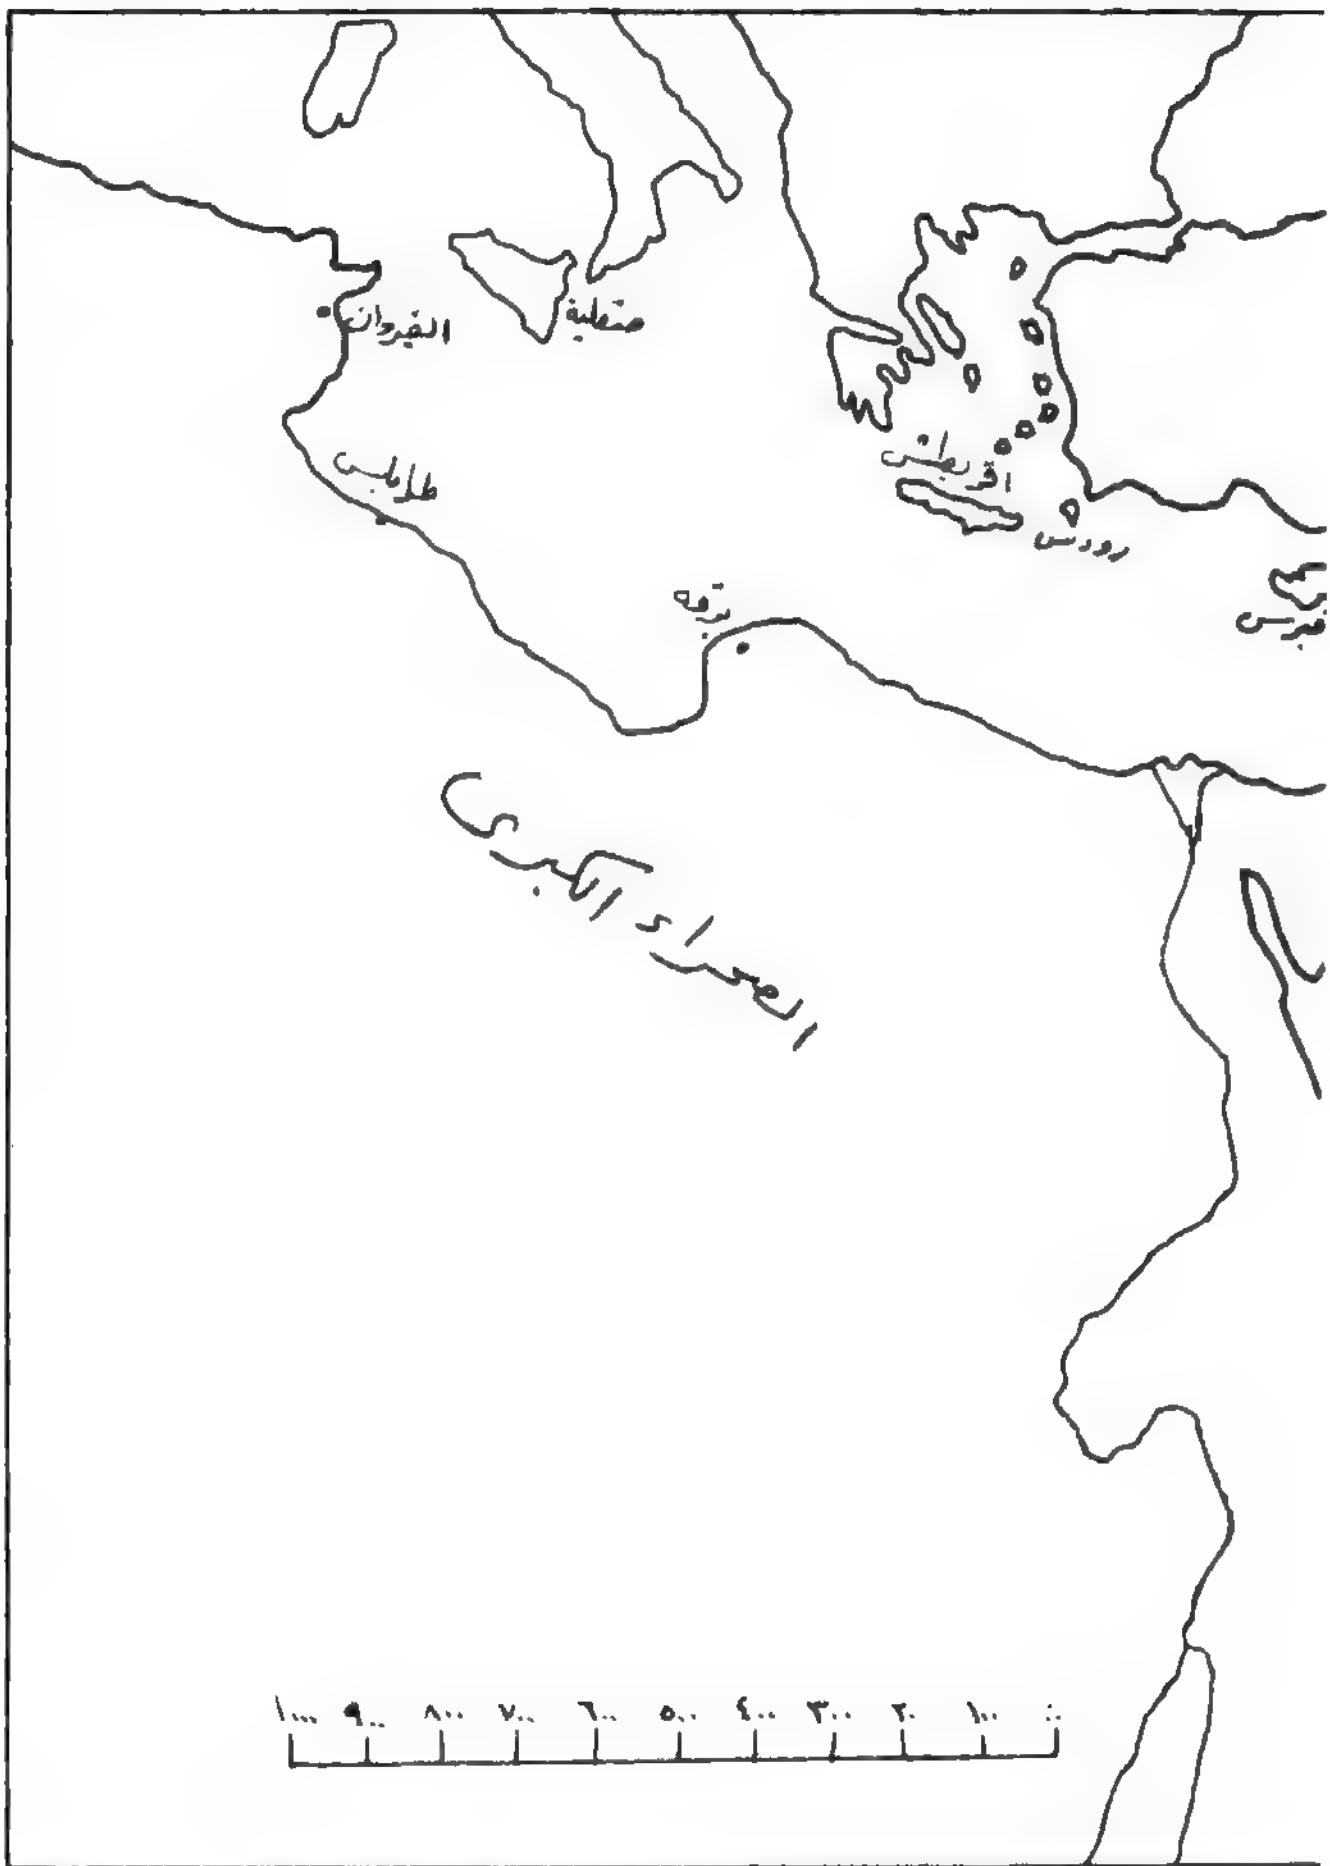 صقلية
القيروان
اقريطش
طرابلس
رودس
برقة
قبرس
الصحراء الكبرى
١٠٠٠ ٩٠٠ ٨٠٠ ٧٠٠ ٦٠٠ ٥٠٠ ٤٠٠ ٣٠٠ ٢٠٠ ١٠٠ ٠٠